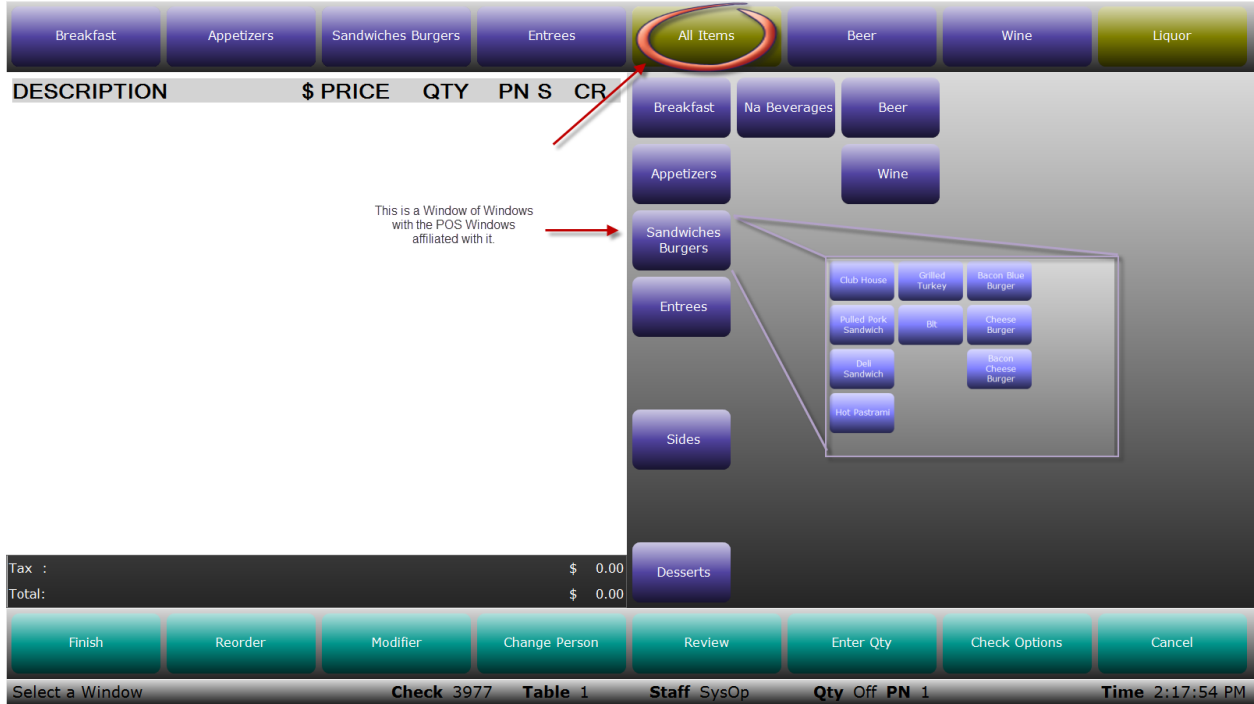 Breakfast Appetizers Sandwiches Burgers Entrees All Items Beer Wine Liquor
DESCRIPTION $ PRICE QTY PN S CR
Breakfast Na Beverages Beer
Appetizers Wine
This is a Window of Windows
with the POS Windows
affiliated with it.
Sandwiches
Burgers
Club House
Grilled
Turkey
Bacon Blue
Burger
Entrees
Pulled Pork
Sandwich
Blt
Cheese
Burger
Deli
Sandwich
Bacon
Cheese
Burger
Hot Pastrami
Sides
Desserts
Tax : $ 0.00
Total: $ 0.00
Finish Reorder Modifier Change Person Review Enter Qty Check Options Cancel
Select a Window Check 3977 Table 1 Staff SysOp Qty Off PN 1 Time 2:17:54 PM